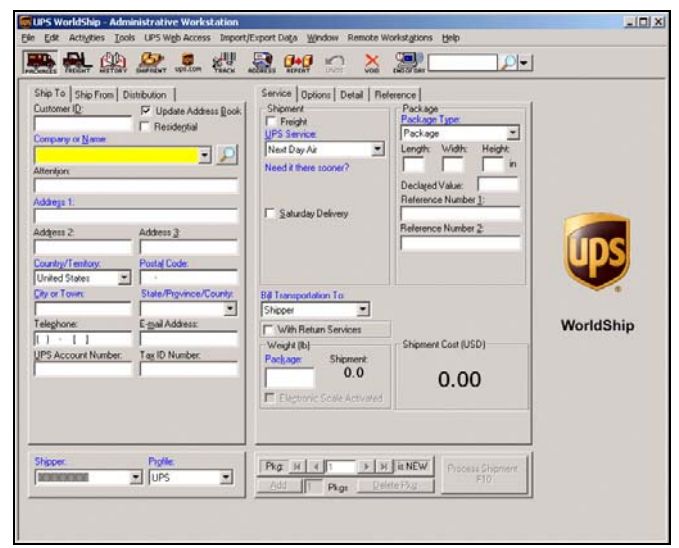 UPS WorldShip - Administrative Workstation
File Edit Activities Tools UPS Web Access Import/Export Data Window Remote Workstations Help
PACKAGES FREIGHT HISTORY SHIPMENT ups.com TRACK ADDRESS REPEAT UNDO VOID END OF DAY
Ship To Ship From Distribution
Customer ID:
Update Address Book
Residential
Company or Name:
Attention:
Address 1:
Address 2: Address 3:
Country/Territory: Postal Code:
United States -
City or Town: State/Province/County:
Telephone: E-mail Address:
( ) - [ ]
UPS Account Number: Tax ID Number:
Shipper: Profile:
UPS
Service Options Detail Reference
Shipment
Freight
UPS Service:
Next Day Air
Need it there sooner?
Saturday Delivery
Bill Transportation To:
Shipper
With Return Services
Weight (lb)
Package: Shipment:
0.0
Electronic Scale Activated
Package
Package Type:
Package
Length: Width: Height:
in
Declared Value:
Reference Number 1:
Reference Number 2:
Shipment Cost (USD)
0.00
Pkg: 1 is NEW
Add 1 Pkgs Delete Pkg
Process Shipment
F10
ups
WorldShip